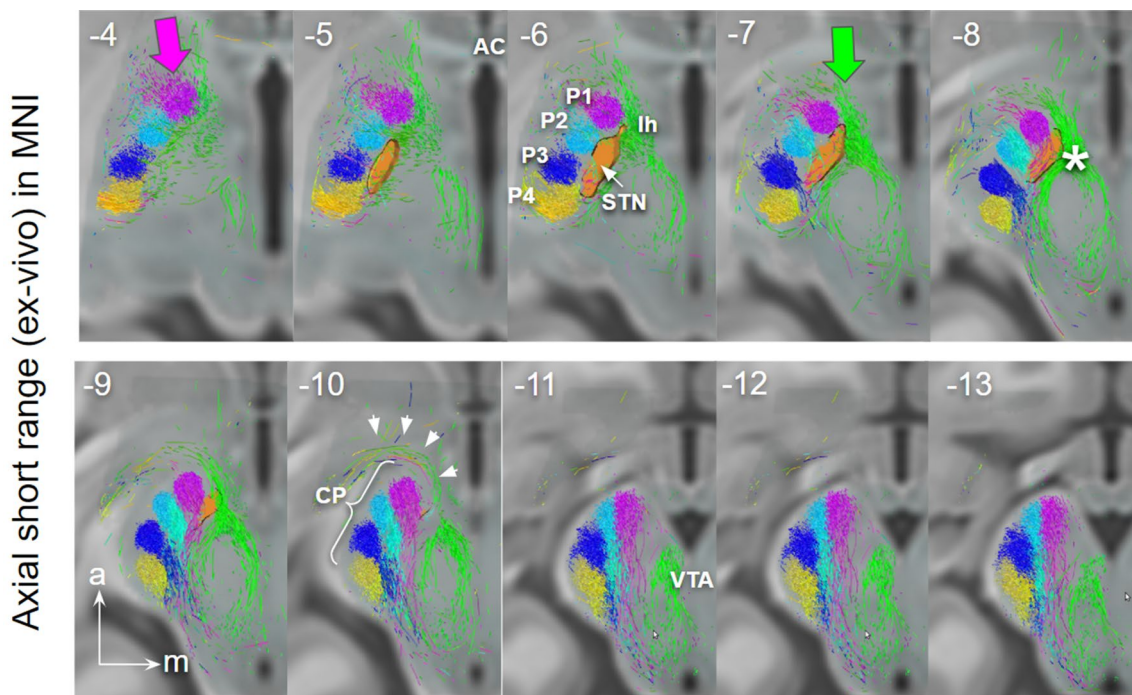 Axial short range (ex-vivo) in MNI
-4
-5
AC
-6
P1
P2
lh
P3
P4
STN
-7
-8
*
-9
a
m
-10
CP
-11
VTA
-12
-13